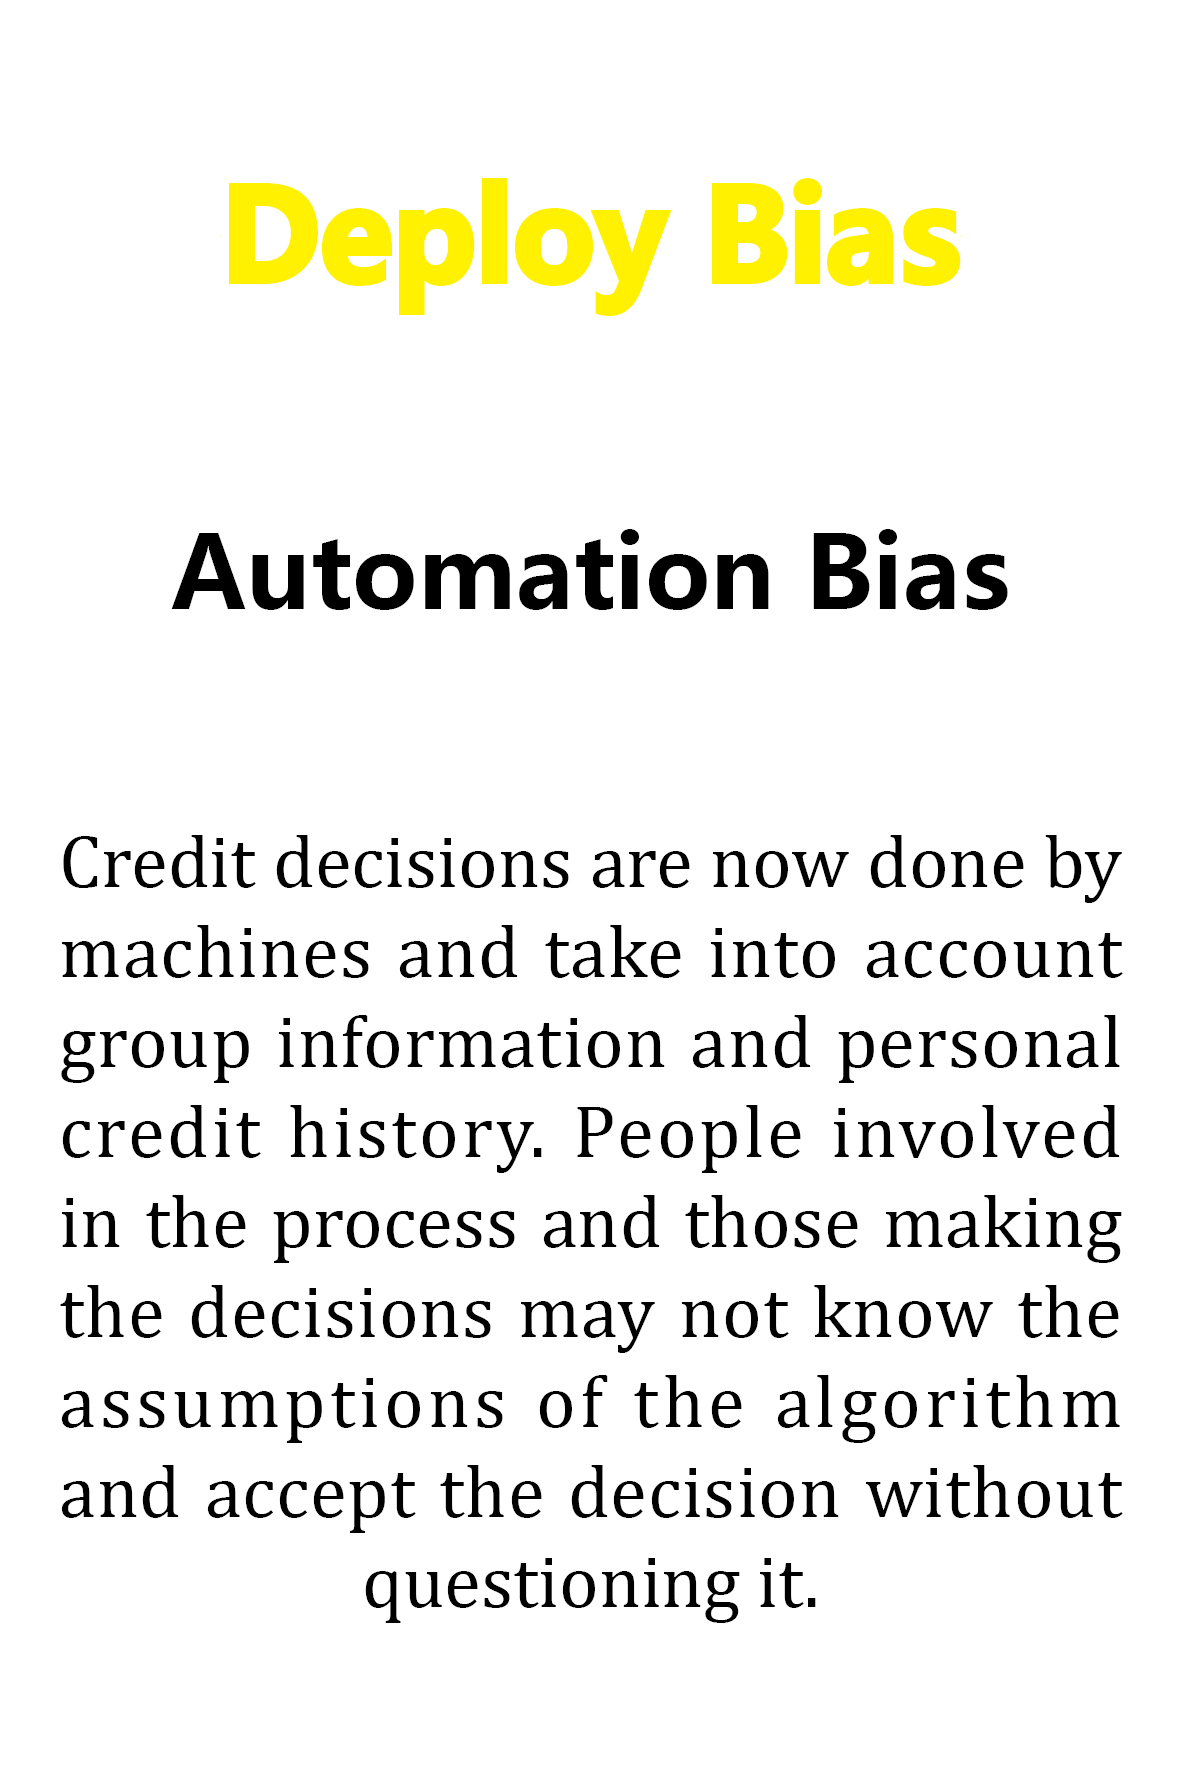 Deploy Bias
Automation Bias
Credit decisions are now done by
machines and take into account
group information and personal
credit history. People involved
in the process and those making
the decisions may not know the
assumptions of the algorithm
and accept the decision without
questioning it.